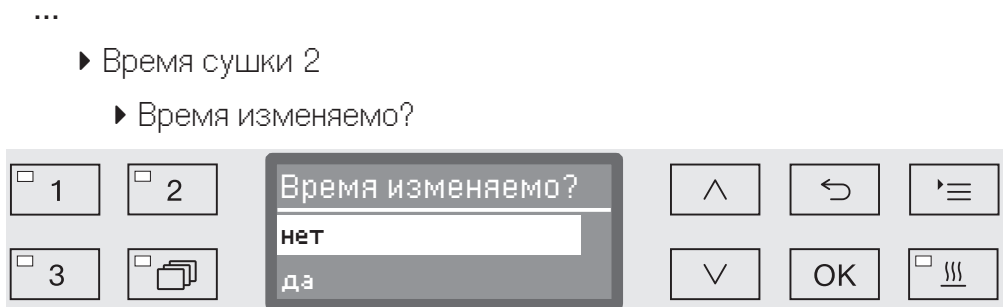 ...
▸ Время сушки 2
▸ Время изменяемо?
1 2 Время изменяемо?
нет
3 да OK